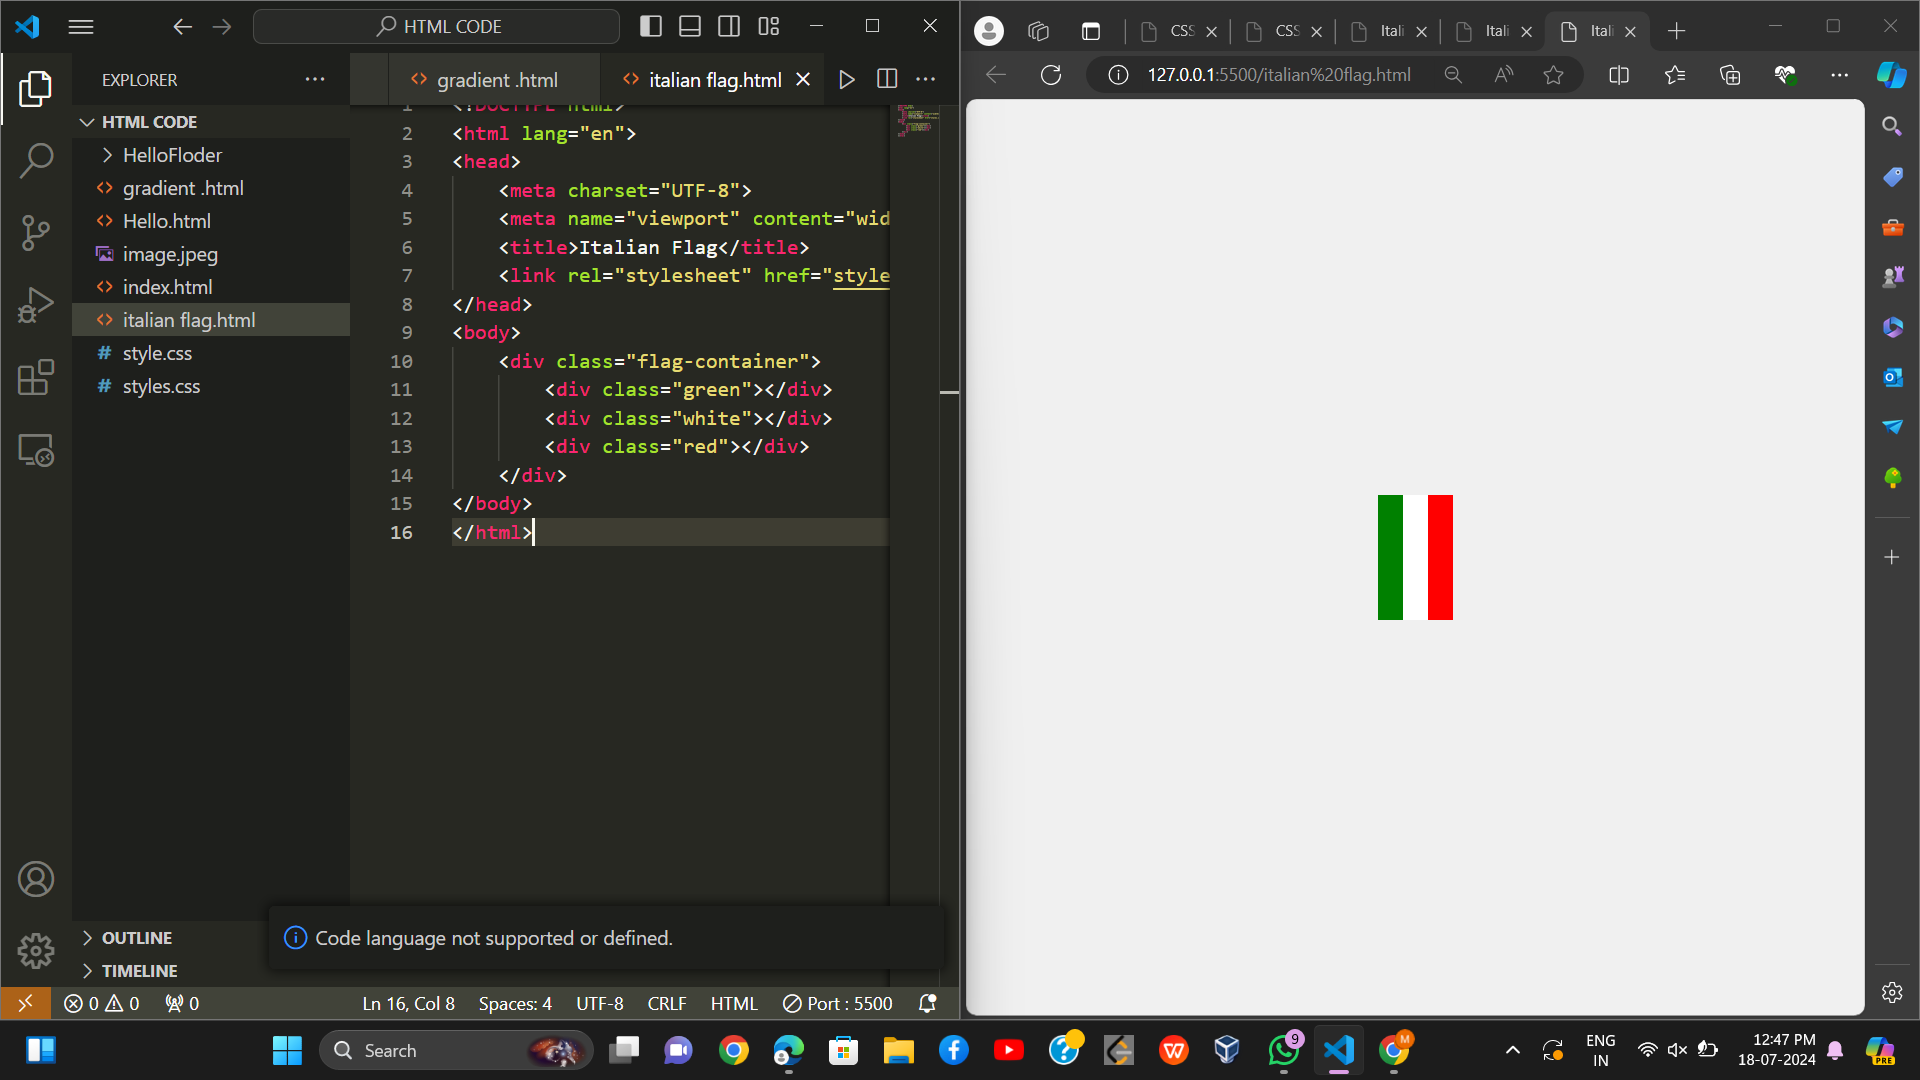 HTML CODE
EXPLORER
HTML CODE
HelloFloder
gradient .html
Hello.html
image.jpeg
index.html
italian flag.html
# style.css
# styles.css
OUTLINE
TIMELINE
gradient .html
italian flag.html
1 <!DOCTYPE html>
2 <html lang="en">
3 <head>
4 <meta charset="UTF-8">
5 <meta name="viewport" content="wid
6 <title>Italian Flag</title>
7 <link rel="stylesheet" href="style
8 </head>
9 <body>
10 <div class="flag-container">
11 <div class="green"></div>
12 <div class="white"></div>
13 <div class="red"></div>
14 </div>
15 </body>
16 </html>
Code language not supported or defined.
0 0 0 Ln 16, Col 8 Spaces: 4 UTF-8 CRLF HTML Port : 5500
CSS CSS Itali Itali Itali
127.0.0.1:5500/italian%20flag.html
Search
9
M
ENG
IN
12:47 PM
18-07-2024
PRE